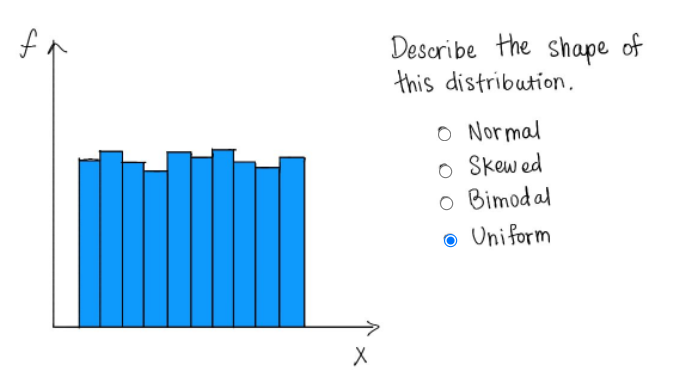 f
Describe the shape of
this distribution.
Normal
Skewed
Bimodal
Uniform
X